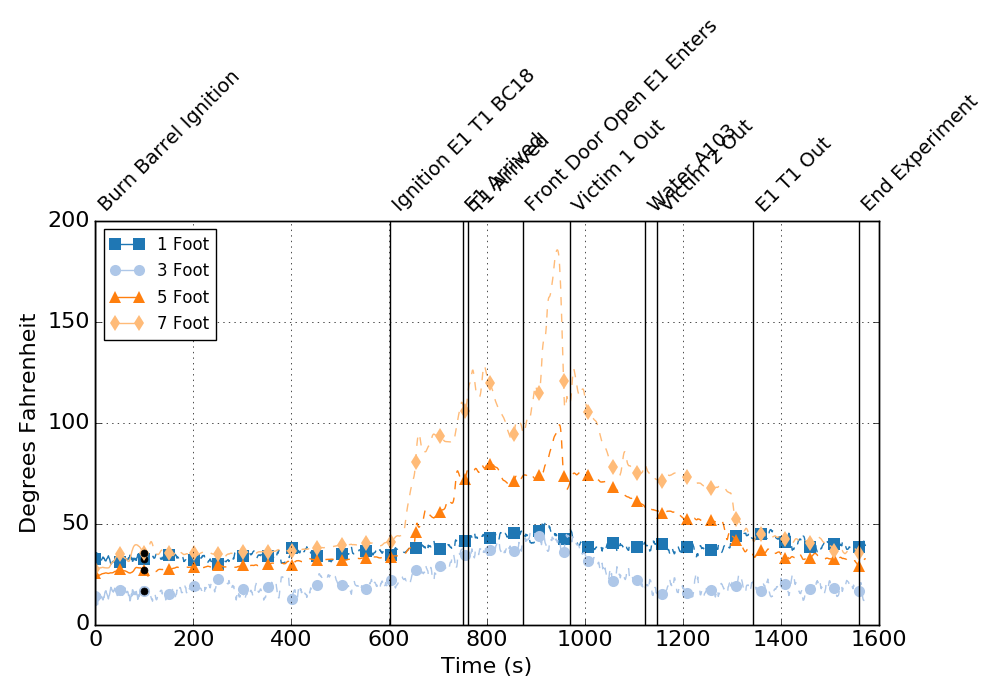 Burn Barrel Ignition
Ignition E1 T1 BC18
E1 Arrived
T1 Arrived
Front Door Open E1 Enters
Victim 1 Out
Water A103
Victim 2 Out
E1 T1 Out
End Experiment
200
150
100
50
0
Degrees Fahrenheit
1 Foot
3 Foot
5 Foot
7 Foot
0 200 400 600 800 1000 1200 1400 1600
Time (s)